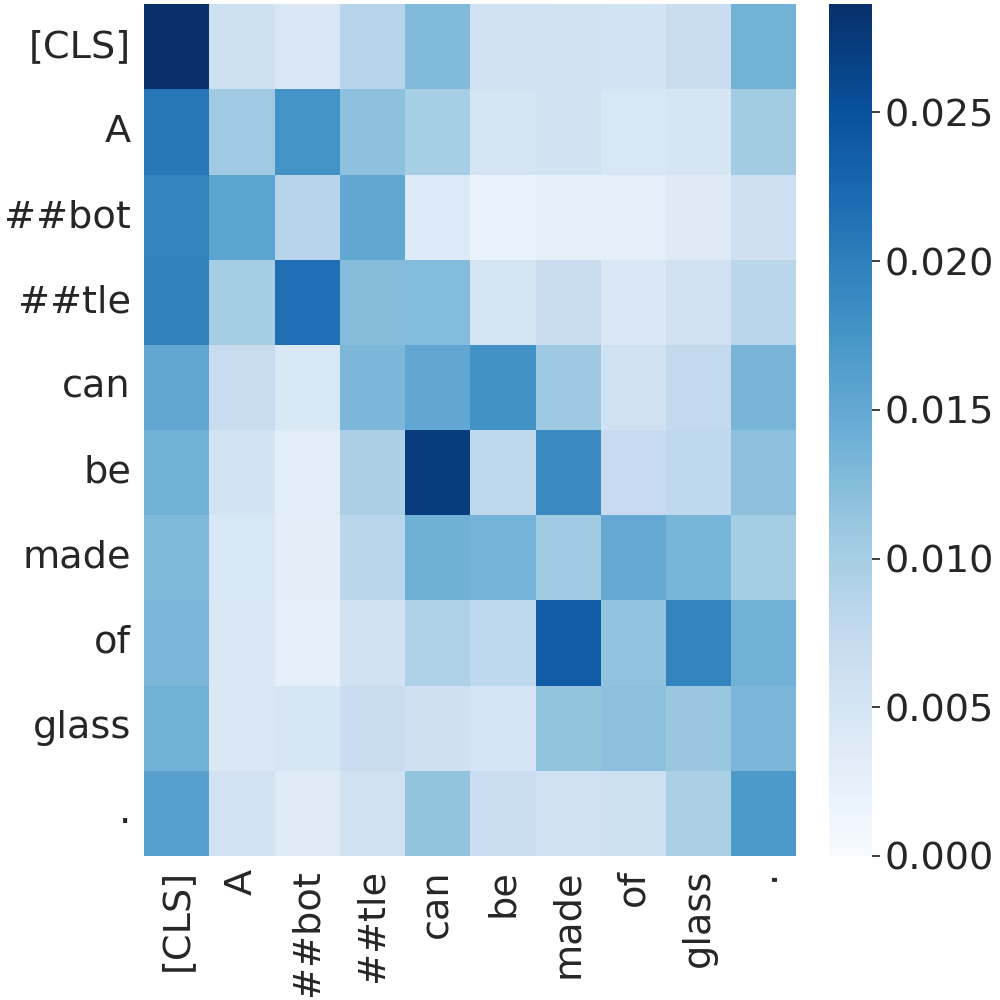 [CLS]
A
##bot
##tle
can
be
made
of
glass
.
[CLS]
A
##bot
##tle
can
be
made
of
glass
.
0.025
0.020
0.015
0.010
0.005
0.000